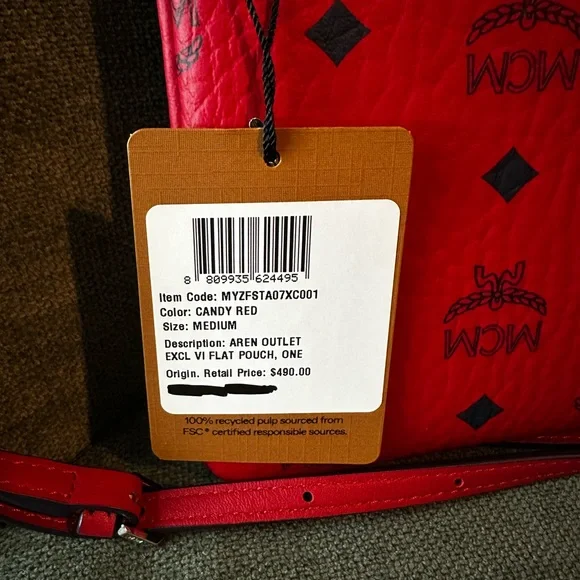 MCM
MCM
8 809935 624495
Item Code: MYZFSTA07XC001
Color: CANDY RED
Size: MEDIUM
Description: AREN OUTLET
EXCL VI FLAT POUCH, ONE
Origin. Retail Price: $490.00
100% recycled pulp sourced from
FSC® certified responsible sources.